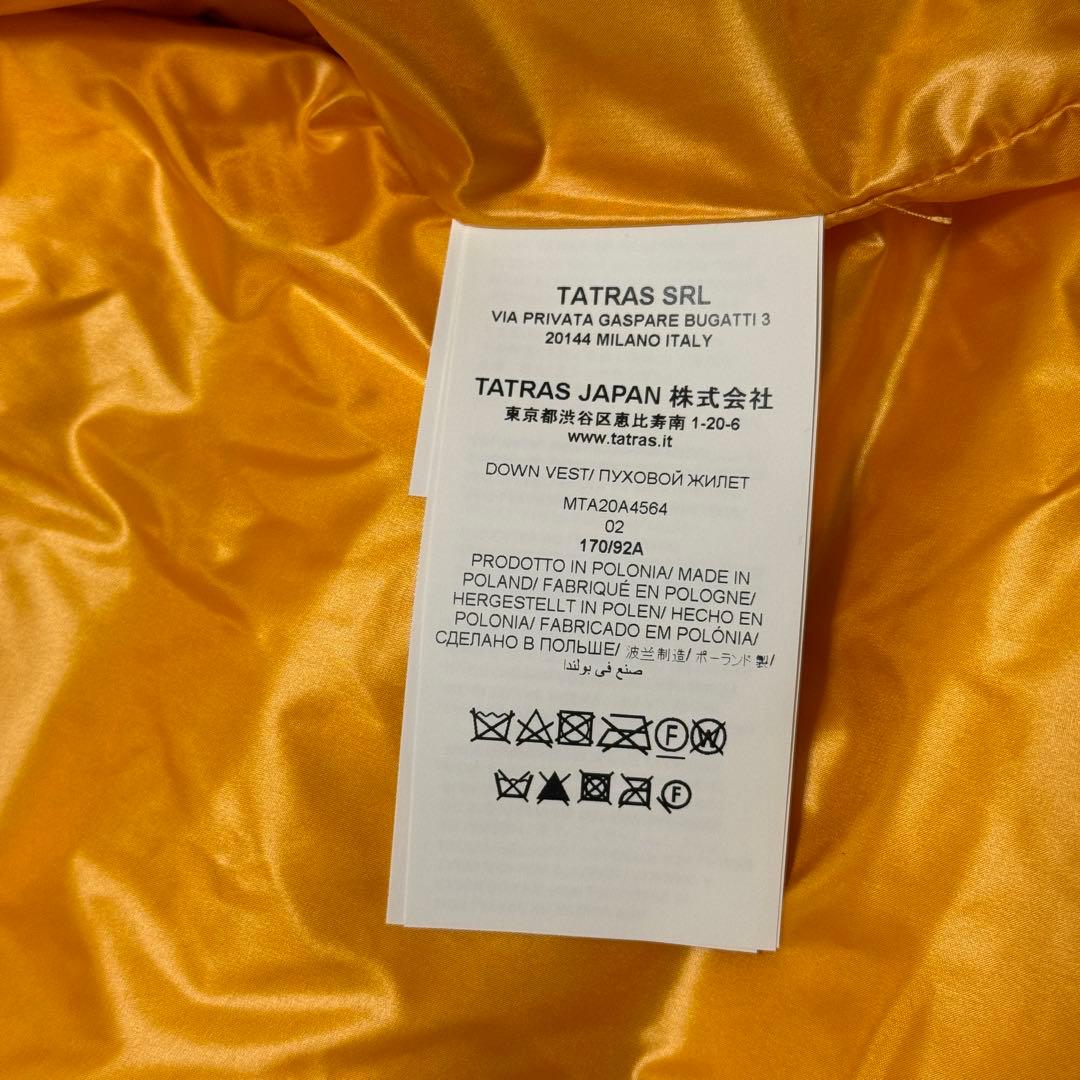 TATRAS SRL
VIA PRIVATA GASPARE BUGATTI 3
20144 MILANO ITALY
TATRAS JAPAN 株式会社
東京都渋谷区恵比寿南 1-20-6
www.tatras.it
DOWN VEST/ ПУХОВОЙ ЖИЛЕТ
MTA20A4564
02
170/92A
PRODOTTO IN POLONIA/ MADE IN
POLAND/ FABRIQUÉ EN POLOGNE/
HERGESTELLT IN POLEN/ HECHO EN
POLONIA/ FABRICADO EM POLÓNIA/
СДЕЛАНО В ПОЛЬШЕ/ 波兰制造/ ポーランド製/
صنع في بولندا
F W
F